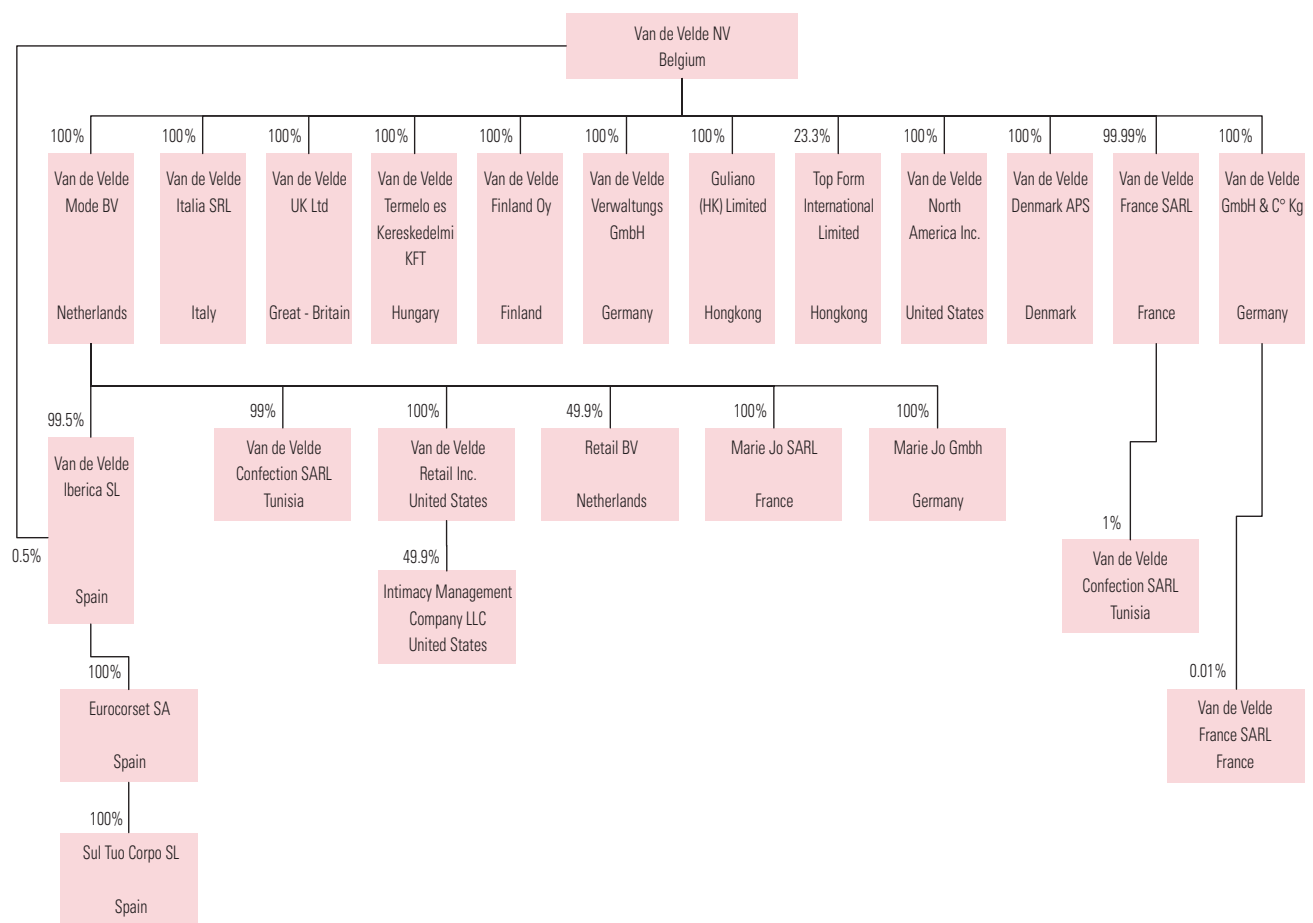 Van de Velde NV
Belgium
100%
100%
100%
100%
100%
100%
100%
23.3%
100%
100%
99.99%
100%
Van de Velde
Mode BV
Netherlands
Van de Velde
Italia SRL
Italy
Van de Velde
UK Ltd
Great - Britain
Van de Velde
Termelo es
Kereskedelmi
KFT
Hungary
Van de Velde
Finland Oy
Finland
Van de Velde
Verwaltungs
GmbH
Germany
Guliano
(HK) Limited
Hongkong
Top Form
International
Limited
Hongkong
Van de Velde
North
America Inc.
United States
Van de Velde
Denmark APS
Denmark
Van de Velde
France SARL
France
Van de Velde
GmbH & C° Kg
Germany
99.5%
99%
100%
49.9%
100%
100%
Van de Velde
Iberica SL
Spain
0.5%
Van de Velde
Confection SARL
Tunisia
Van de Velde
Retail Inc.
United States
Retail BV
Netherlands
Marie Jo SARL
France
Marie Jo Gmbh
Germany
49.9%
Intimacy Management
Company LLC
United States
1%
Van de Velde
Confection SARL
Tunisia
100%
Eurocorset SA
Spain
0.01%
Van de Velde
France SARL
France
100%
Sul Tuo Corpo SL
Spain